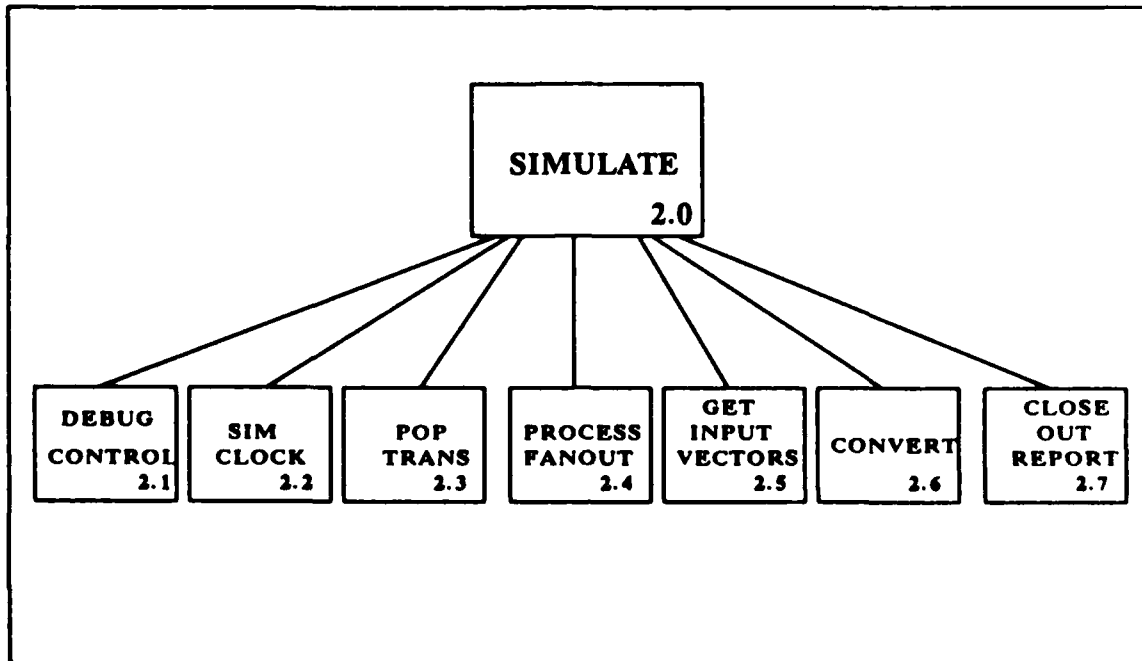 SIMULATE
2.0
DEBUG
CONTROL
2.1
SIM
CLOCK
2.2
POP
TRANS
2.3
PROCESS
FANOUT
2.4
GET
INPUT
VECTORS
2.5
CONVERT
2.6
CLOSE
OUT
REPORT
2.7